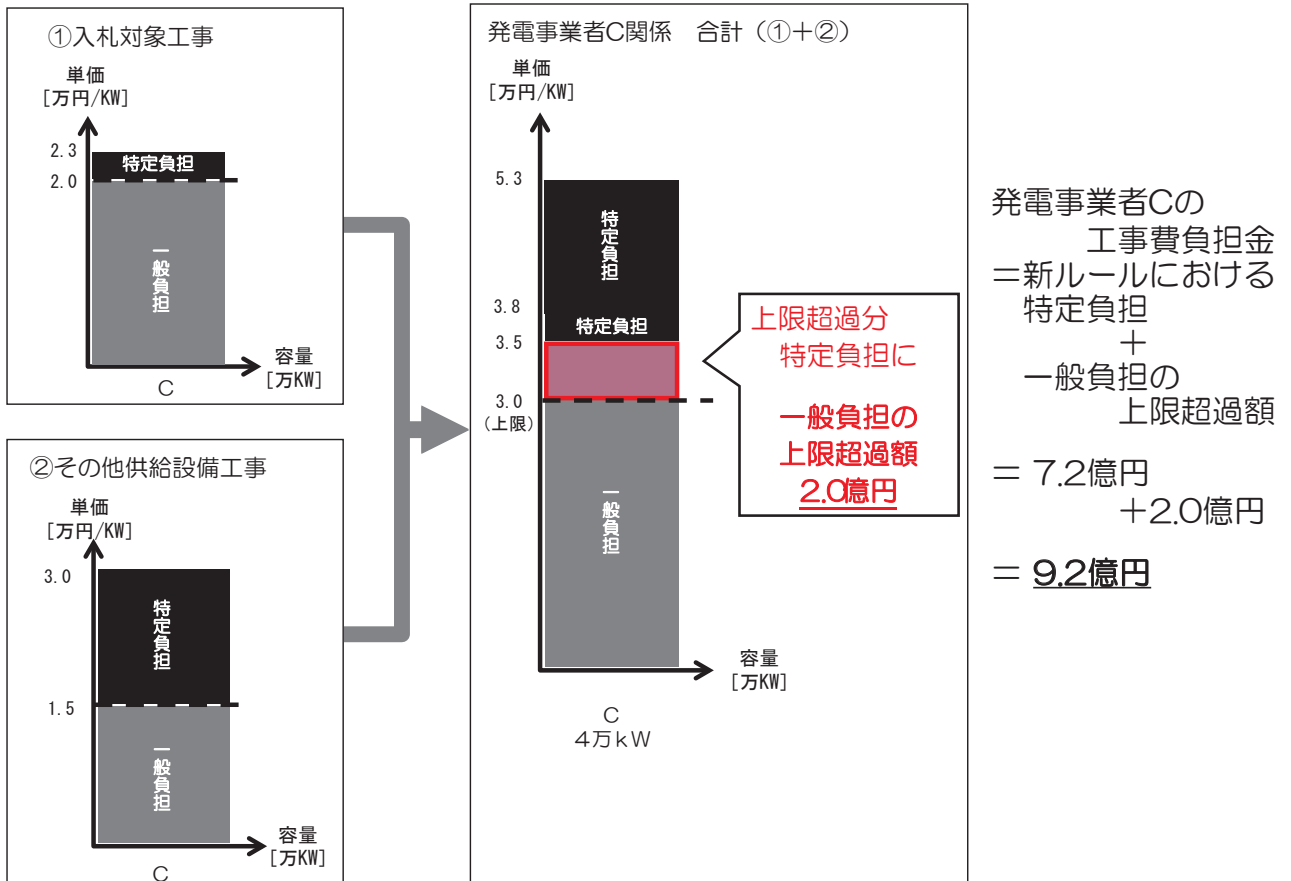 ①入札対象工事
単価
[万円/KW]
2.3
2.0
特定負担
一般負担
容量
[万KW]
C
②その他供給設備工事
単価
[万円/KW]
3.0
1.5
特定負担
一般負担
容量
[万KW]
C
発電事業者C関係 合計（①+②）
単価
[万円/KW]
5.3
3.8
3.5
3.0
(上限)
特定負担
特定負担
一般負担
容量
[万KW]
C
4万kW
上限超過分
特定負担に
一般負担の
上限超過額
2.0億円
発電事業者Cの
工事費負担金
＝新ルールにおける
特定負担
＋
一般負担の
上限超過額
＝ 7.2億円
＋2.0億円
＝ 9.2億円